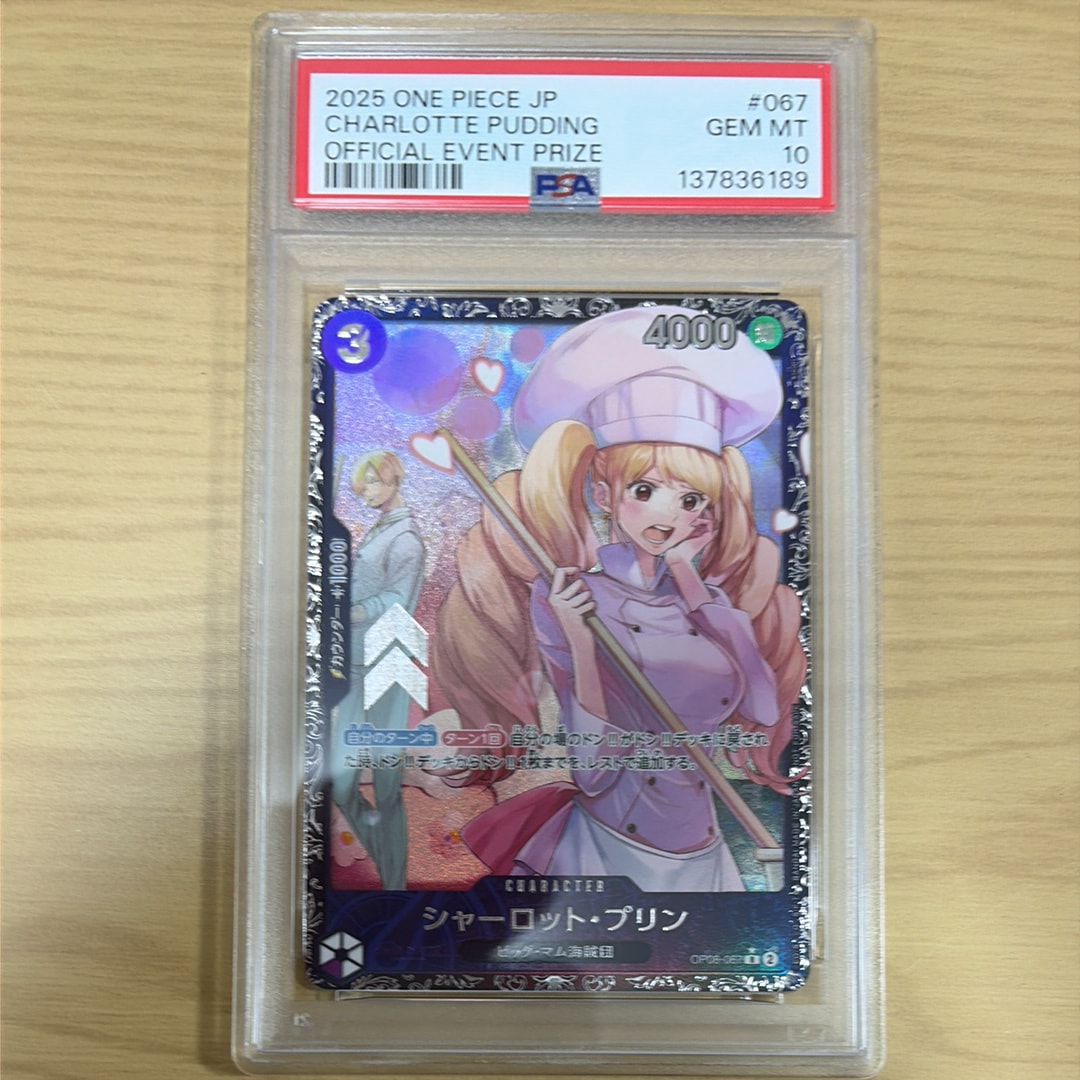 2025 ONE PIECE JP #067
CHARLOTTE PUDDING GEM MT
OFFICIAL EVENT PRIZE 10
PSA 137836189
3
4000
カウンター +1000
自分のターン中 ターン1回 自分の場のドン!!がドン!!デッキに戻され
た時、ドン!!デッキからドン!!1枚までを、レストで追加する。
CHARACTER
シャーロット・プリン
ビッグ・マム海賊団
OP08-067 R 2